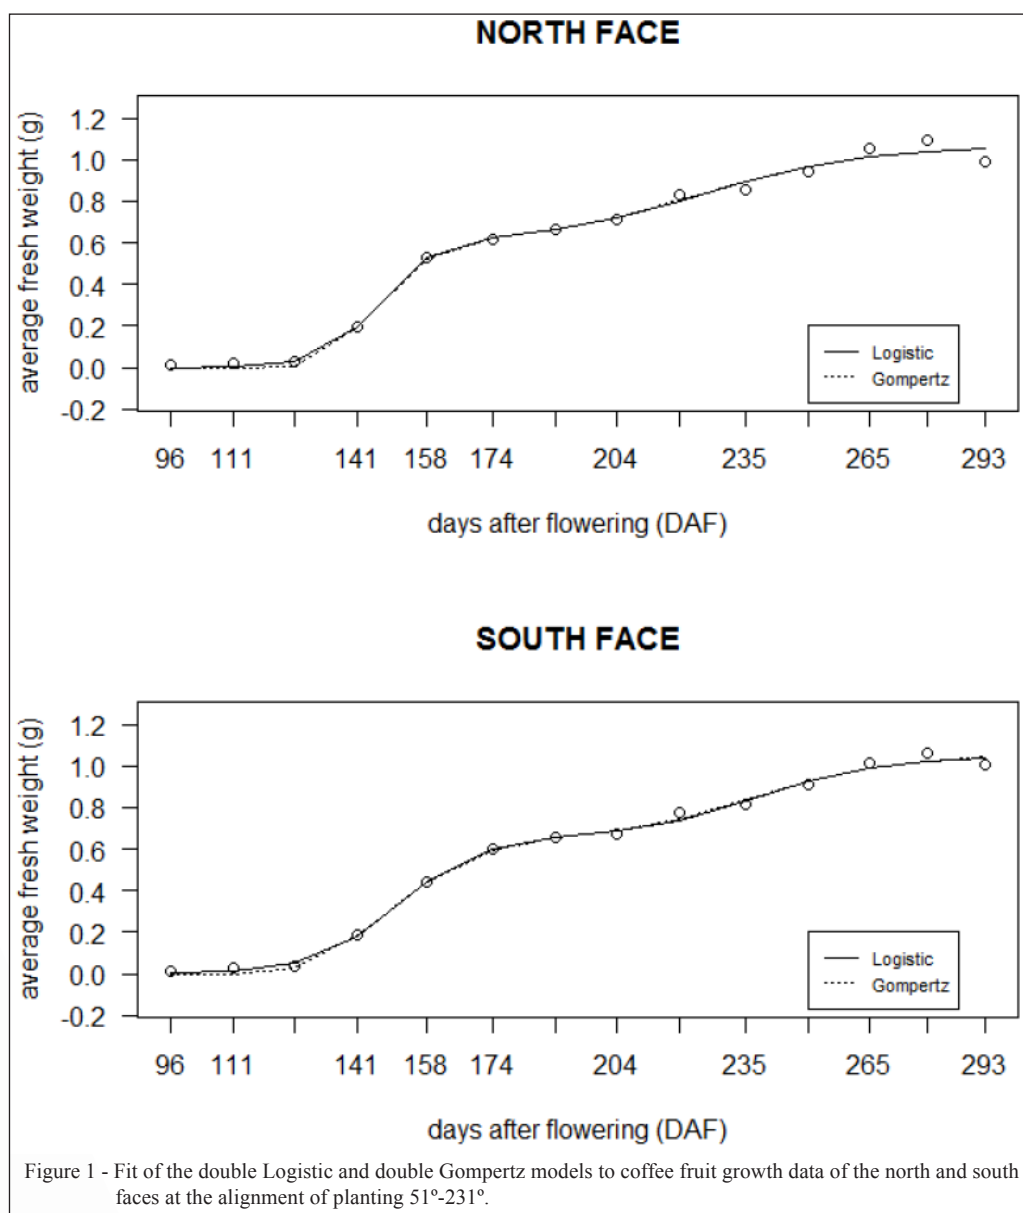 NORTH FACE
average fresh weight (g)
1.2
1.0
0.8
0.6
0.4
0.2
0.0
-0.2
Logistic
Gompertz
96 111 141 158 174 204 235 265 293
days after flowering (DAF)
SOUTH FACE
average fresh weight (g)
1.2
1.0
0.8
0.6
0.4
0.2
0.0
-0.2
Logistic
Gompertz
96 111 141 158 174 204 235 265 293
days after flowering (DAF)
Figure 1 - Fit of the double Logistic and double Gompertz models to coffee fruit growth data of the north and south
faces at the alignment of planting 51º-231º.